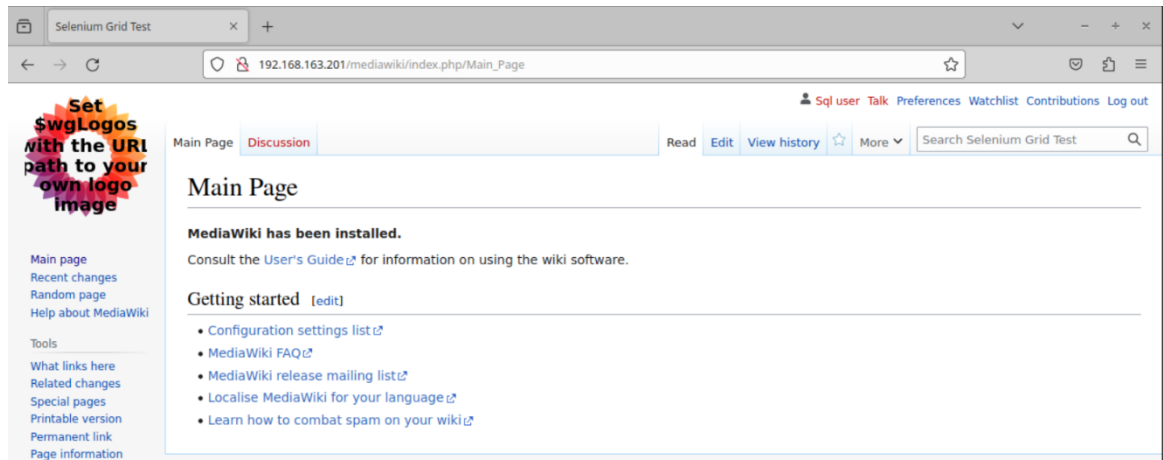 Selenium Grid Test
192.168.163.201/mediawiki/index.php/Main_Page
Sql user Talk Preferences Watchlist Contributions Log out
Set
$wgLogos
with the URL
path to your
own logo
image
Main Page Discussion Read Edit View history More Search Selenium Grid Test
Main Page
MediaWiki has been installed.
Consult the User's Guide for information on using the wiki software.
Getting started [edit]
• Configuration settings list
• MediaWiki FAQ
• MediaWiki release mailing list
• Localise MediaWiki for your language
• Learn how to combat spam on your wiki
Main page
Recent changes
Random page
Help about MediaWiki
Tools
What links here
Related changes
Special pages
Printable version
Permanent link
Page information